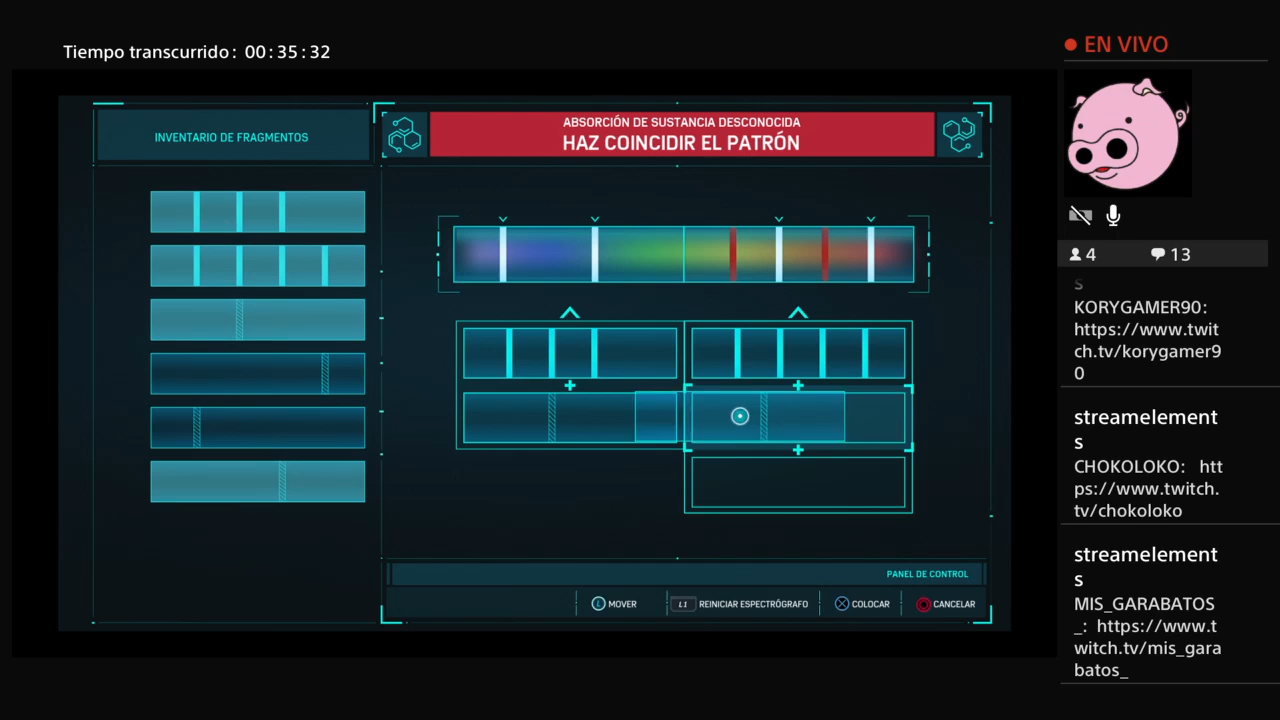 Tiempo transcurrido: 00:35:32
EN VIVO
INVENTARIO DE FRAGMENTOS
ABSORCIÓN DE SUSTANCIA DESCONOCIDA
HAZ COINCIDIR EL PATRÓN
4
13
s
KORYGAMER90:
https://www.twit
ch.tv/korygamer9
0
streamelement
s
CHOKOLOKO: htt
ps://www.twitch.
tv/chokoloko
streamelement
s
MIS_GARABATOS
_: https://www.t
witch.tv/mis_gara
batos_
PANEL DE CONTROL
L MOVER
L1 REINICIAR ESPECTRÓGRAFO
COLOCAR
CANCELAR